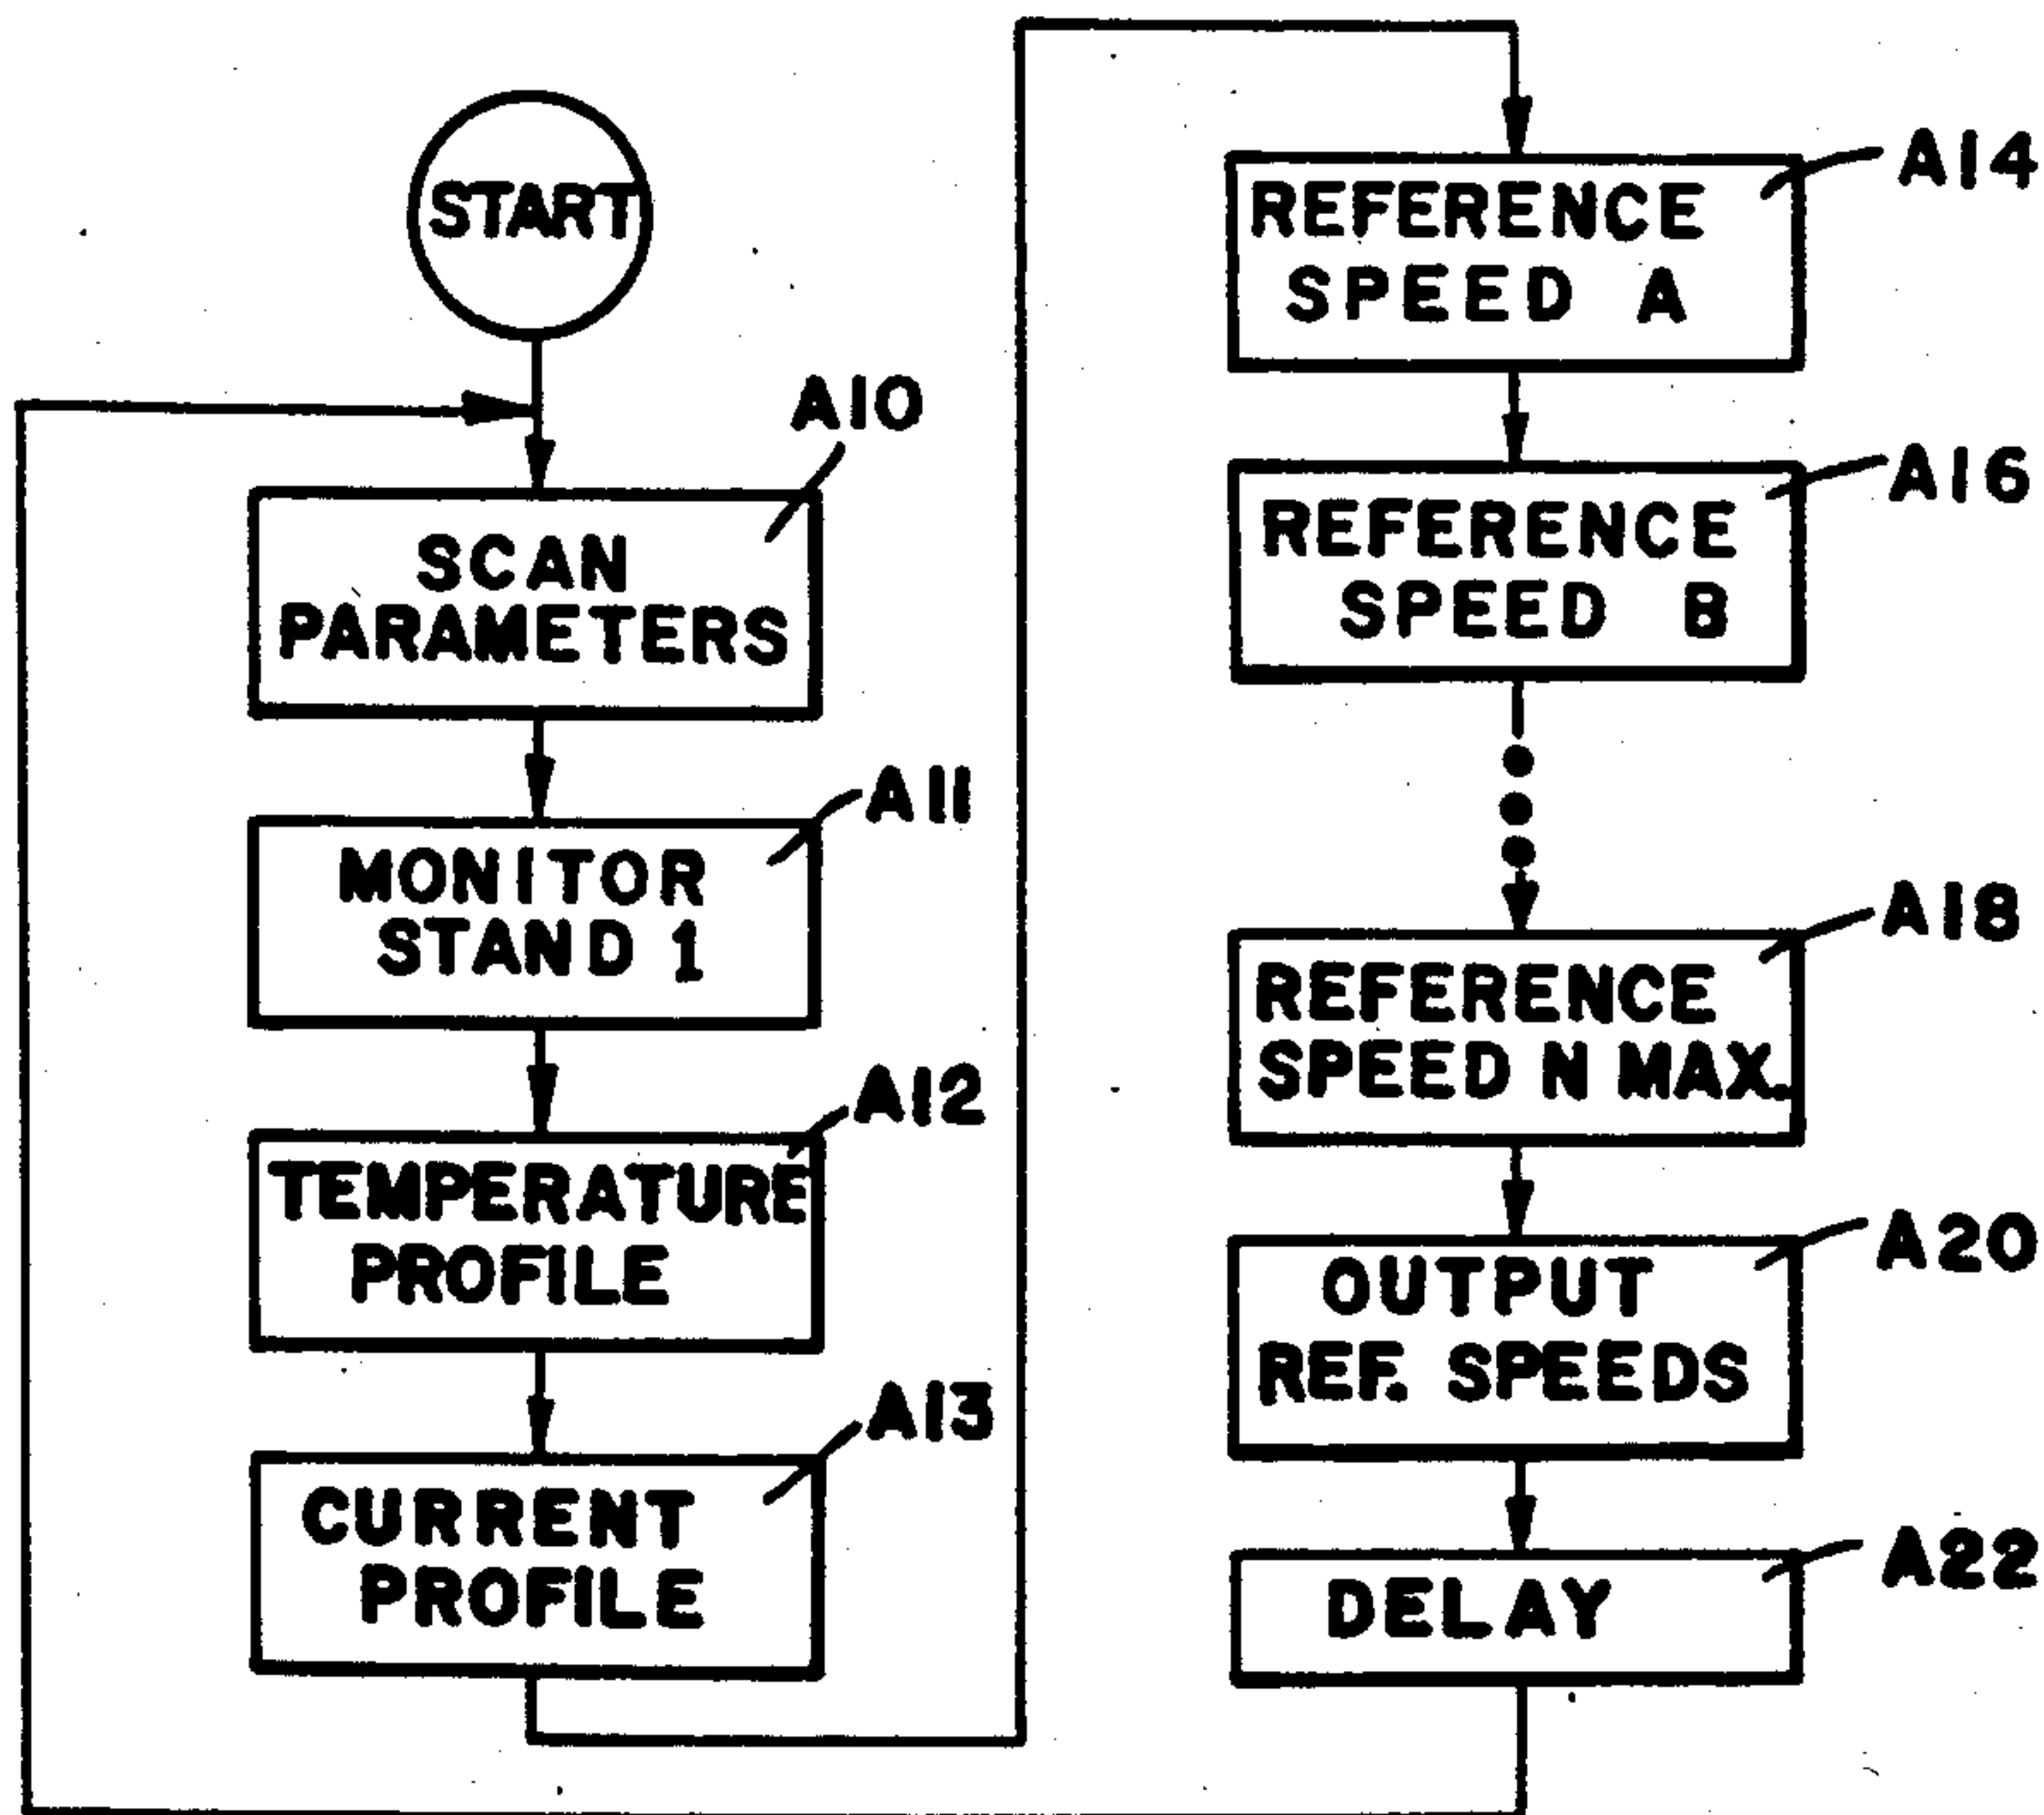 START
A10
SCAN
PARAMETERS
A11
MONITOR
STAND 1
A12
TEMPERATURE
PROFILE
A13
CURRENT
PROFILE
A14
REFERENCE
SPEED A
A16
REFERENCE
SPEED B
A18
REFERENCE
SPEED N MAX.
A20
OUTPUT
REF. SPEEDS
A22
DELAY